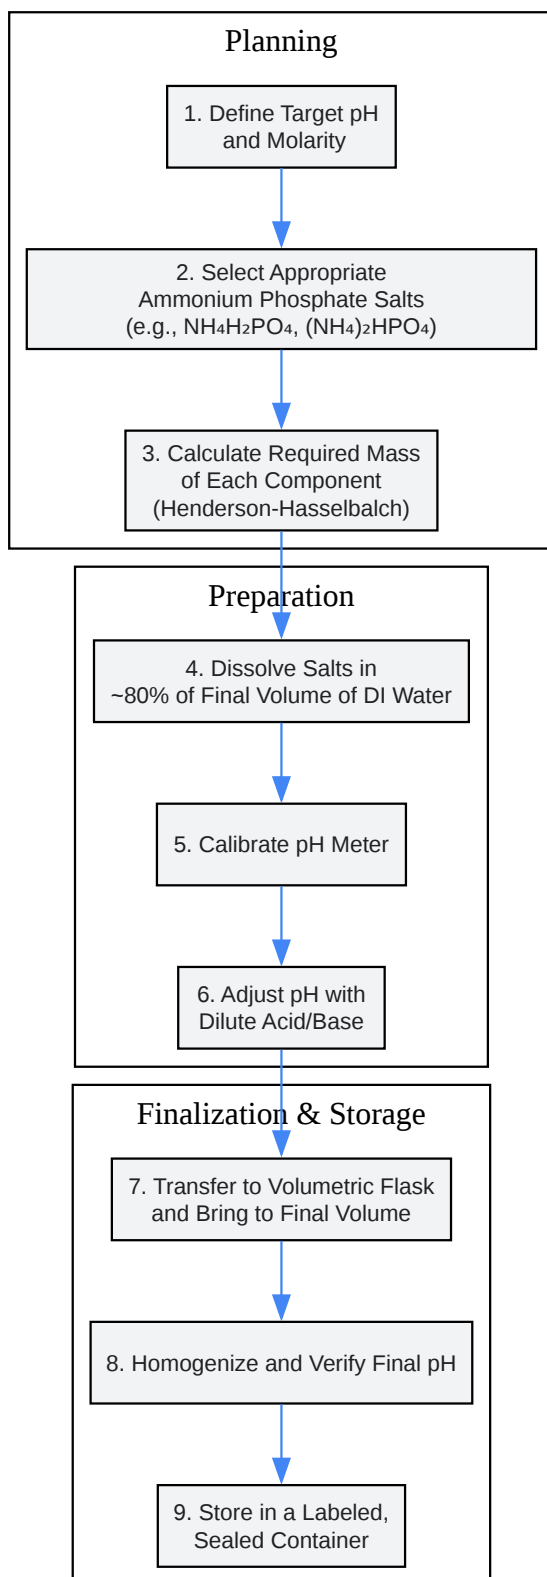 Planning
1. Define Target pH
and Molarity
2. Select Appropriate
Ammonium Phosphate Salts
(e.g., NH₄H₂PO₄, (NH₄)₂HPO₄)
3. Calculate Required Mass
of Each Component
(Henderson-Hasselbalch)
Preparation
4. Dissolve Salts in
~80% of Final Volume of DI Water
5. Calibrate pH Meter
6. Adjust pH with
Dilute Acid/Base
Finalization & Storage
7. Transfer to Volumetric Flask
and Bring to Final Volume
8. Homogenize and Verify Final pH
9. Store in a Labeled,
Sealed Container